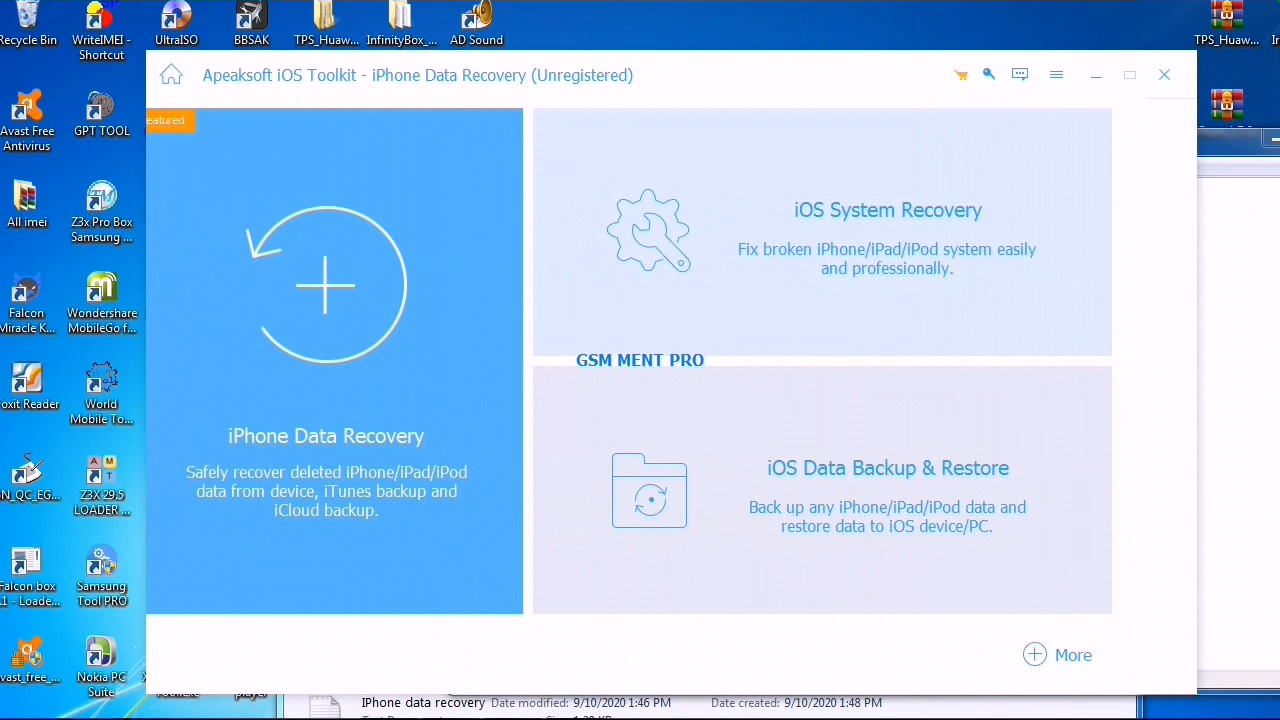 Recycle Bin
WriteIMEI -
Shortcut
UltraISO
BBSAK
TPS_Huaw...
InfinityBox_...
AD Sound
TPS_Huaw...
Apeaksoft iOS Toolkit - iPhone Data Recovery (Unregistered)
Avast Free
Antivirus
GPT TOOL
All imei
Z3x Pro Box
Samsung ...
Falcon
Miracle K...
Wondershare
MobileGo f...
oxit Reader
World
Mobile To...
N_QC_EG...
Z3X 29.5
LOADER ...
Falcon box
.1 - Loade...
Samsung
Tool PRO
vast_free_...
Nokia PC
Suite
eatured
iPhone Data Recovery
Safely recover deleted iPhone/iPad/iPod
data from device, iTunes backup and
iCloud backup.
iOS System Recovery
Fix broken iPhone/iPad/iPod system easily
and professionally.
GSM MENT PRO
iOS Data Backup & Restore
Back up any iPhone/iPad/iPod data and
restore data to iOS device/PC.
More
IPhone data recovery Date modified: 9/10/2020 1:46 PM Date created: 9/10/2020 1:48 PM